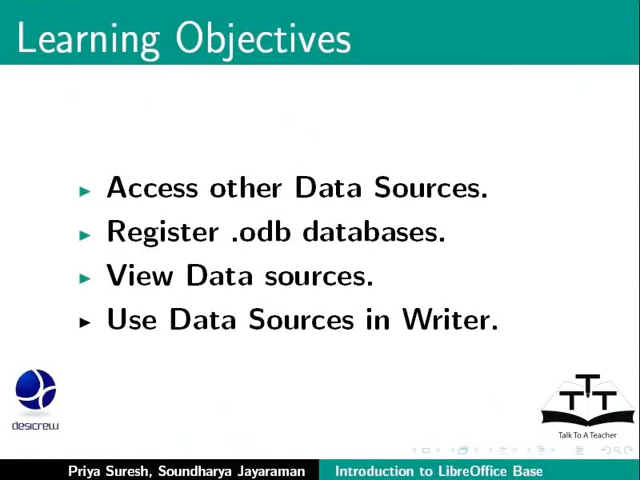 Learning Objectives
Access other Data Sources.
Register .odb databases.
View Data sources.
Use Data Sources in Writer.
desicrew
TTT
Talk To A Teacher
Priya Suresh, Soundharya Jayaraman
Introduction to LibreOffice Base